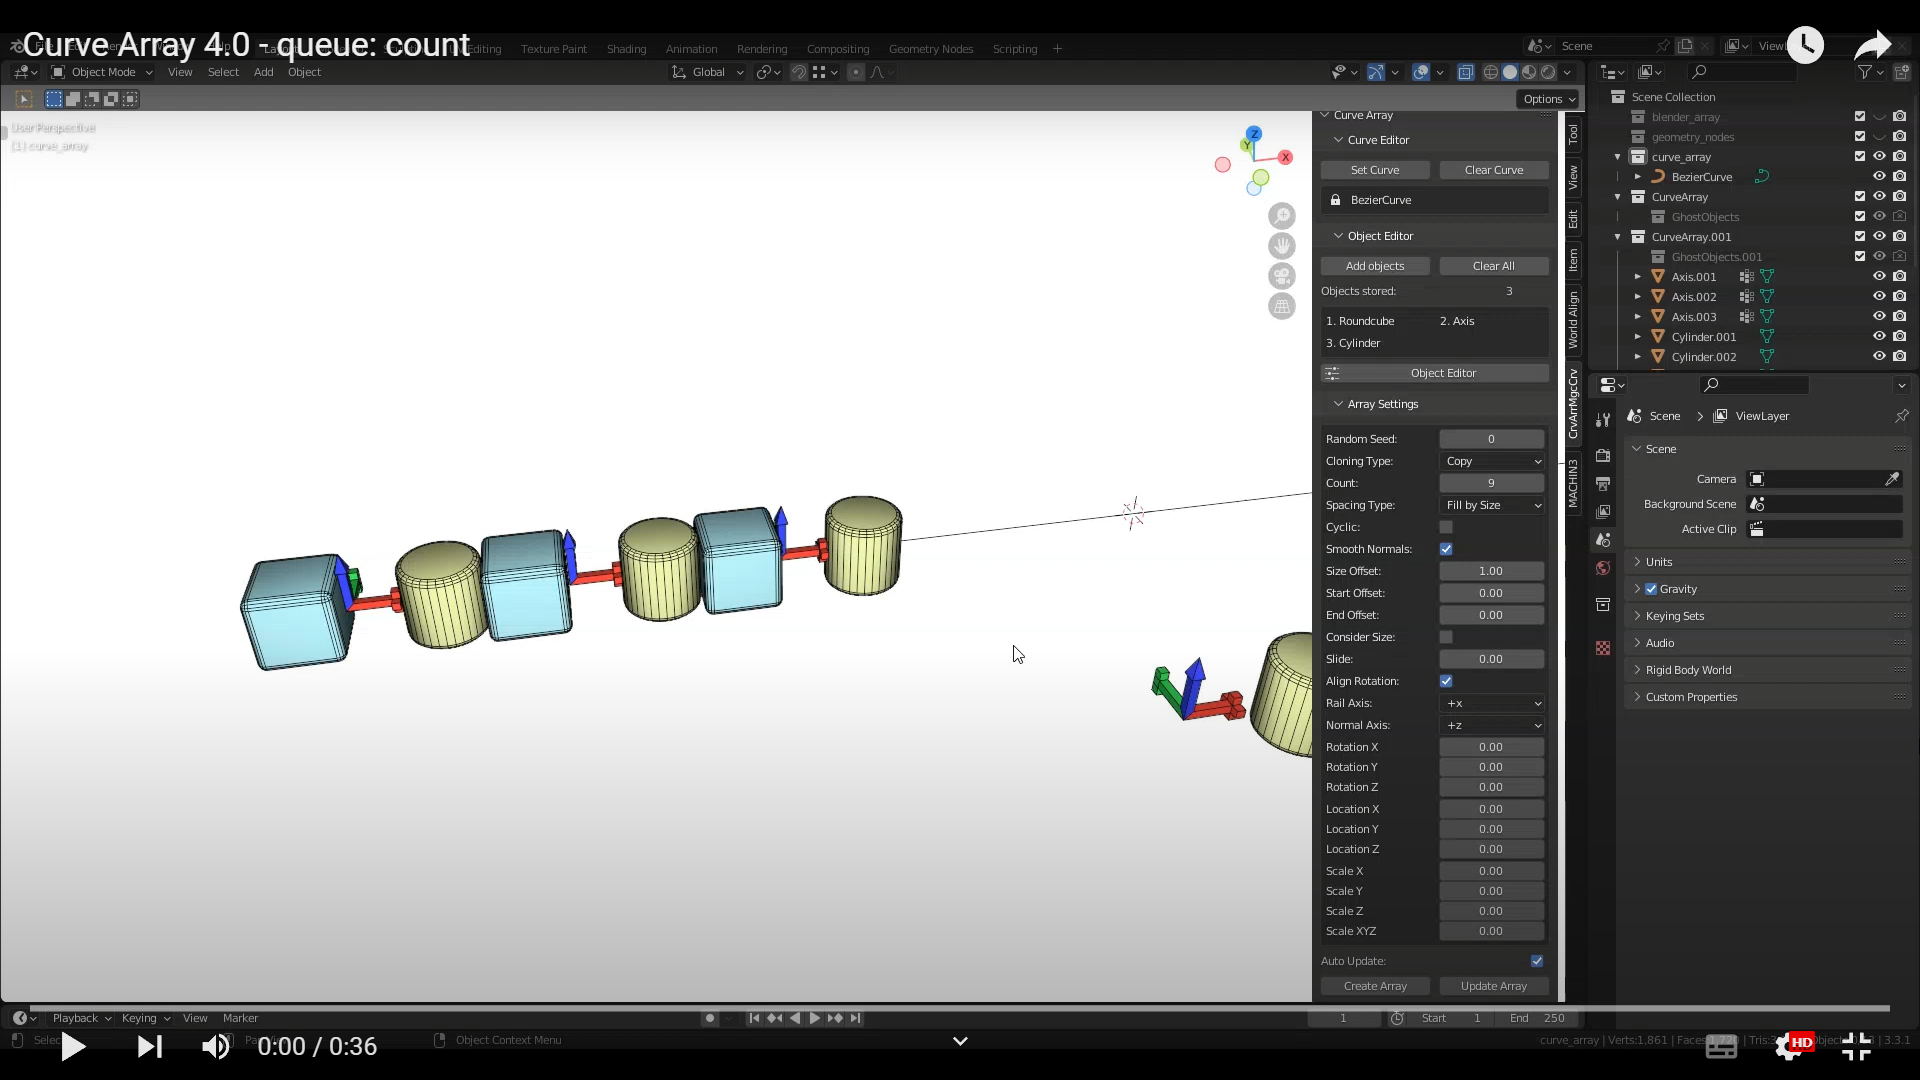 Curve Array 4.0 - queue: count
Editing Texture Paint Shading Animation Rendering Compositing Geometry Nodes Scripting +
Scene
Object Mode View Select Add Object
Global
Options
User Perspective
(1) curve_array
Z
Y
X
Curve Array
Curve Editor
Set Curve Clear Curve
BezierCurve
Object Editor
Add objects Clear All
Objects stored: 3
1. Roundcube 2. Axis
3. Cylinder
Object Editor
Array Settings
Random Seed: 0
Cloning Type: Copy
Count: 9
Spacing Type: Fill by Size
Cyclic:
Smooth Normals:
Size Offset: 1.00
Start Offset: 0.00
End Offset: 0.00
Consider Size:
Slide: 0.00
Align Rotation:
Rail Axis: +x
Normal Axis: +z
Rotation X 0.00
Rotation Y 0.00
Rotation Z 0.00
Location X 0.00
Location Y 0.00
Location Z 0.00
Scale X 0.00
Scale Y 0.00
Scale Z 0.00
Scale XYZ 0.00
Auto Update:
Create Array Update Array
Tool
View
Edit
Item
World Align
CrvArrMgcCrv
MACHIN3
Scene Collection
blender_array
geometry_nodes
curve_array
BezierCurve
CurveArray
GhostObjects
CurveArray.001
GhostObjects.001
Axis.001
Axis.002
Axis.003
Cylinder.001
Cylinder.002
Scene > ViewLayer
Scene
Camera
Background Scene
Active Clip
Units
Gravity
Keying Sets
Audio
Rigid Body World
Custom Properties
Playback Keying View Marker
1 Start 1 End 250
0:00 / 0:36
Object Context Menu
curve_array | Verts:1,861 | Faces
3.3.1
HD